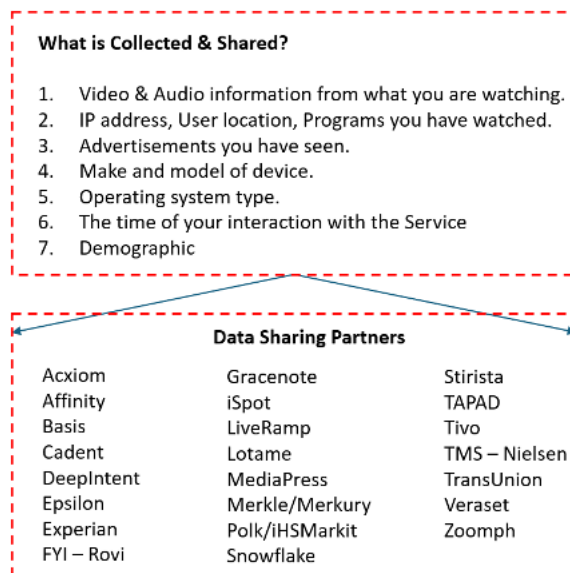 What is Collected & Shared?
1. Video & Audio information from what you are watching.
2. IP address, User location, Programs you have watched.
3. Advertisements you have seen.
4. Make and model of device.
5. Operating system type.
6. The time of your interaction with the Service
7. Demographic
Data Sharing Partners
Acxiom
Affinity
Basis
Cadent
DeepIntent
Epsilon
Experian
FYI – Rovi
Gracenote
iSpot
LiveRamp
Lotame
MediaPress
Merkle/Merkury
Polk/iHSMarkit
Snowflake
Stirista
TAPAD
Tivo
TMS – Nielsen
TransUnion
Veraset
Zoomph